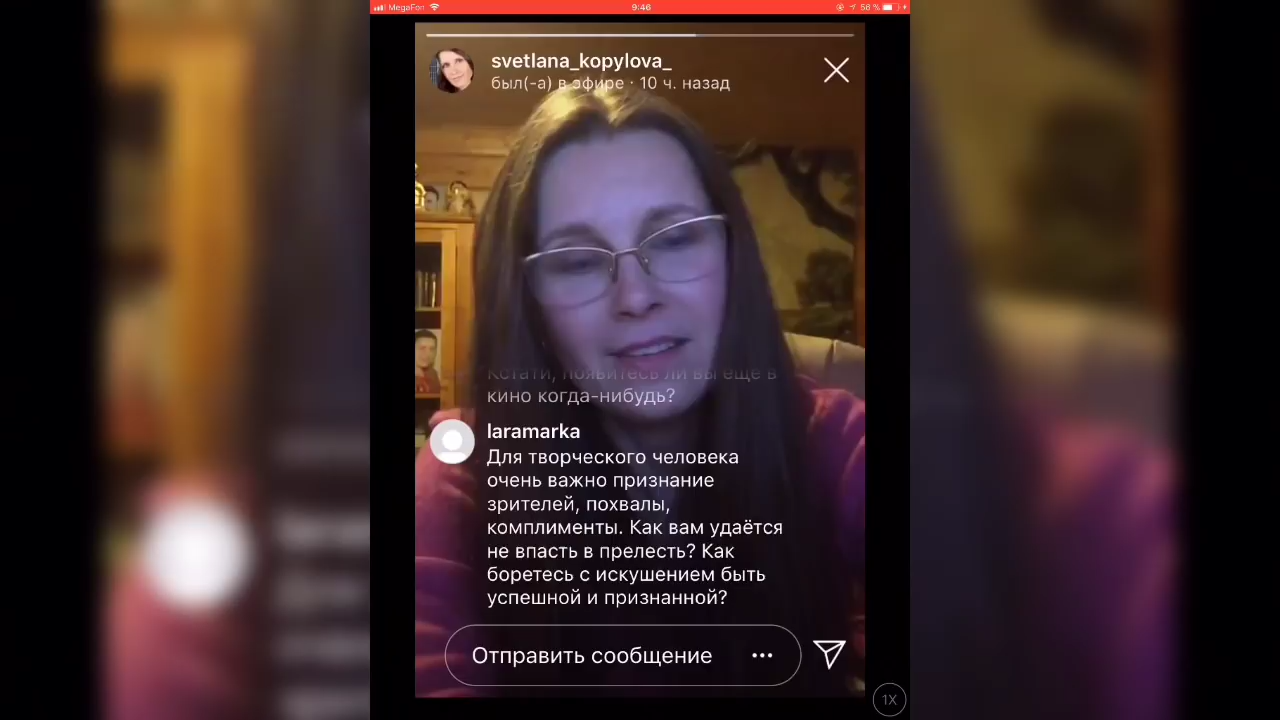 MegaFon
9:46
58 %
svetlana_kopylova_
был(-а) в эфире · 10 ч. назад
Кстати, появитесь ли вы еще в
кино когда-нибудь?
laramarka
Для творческого человека
очень важно признание
зрителей, похвалы,
комплименты. Как вам удаётся
не впасть в прелесть? Как
боретесь с искушением быть
успешной и признанной?
Отправить сообщение
1X